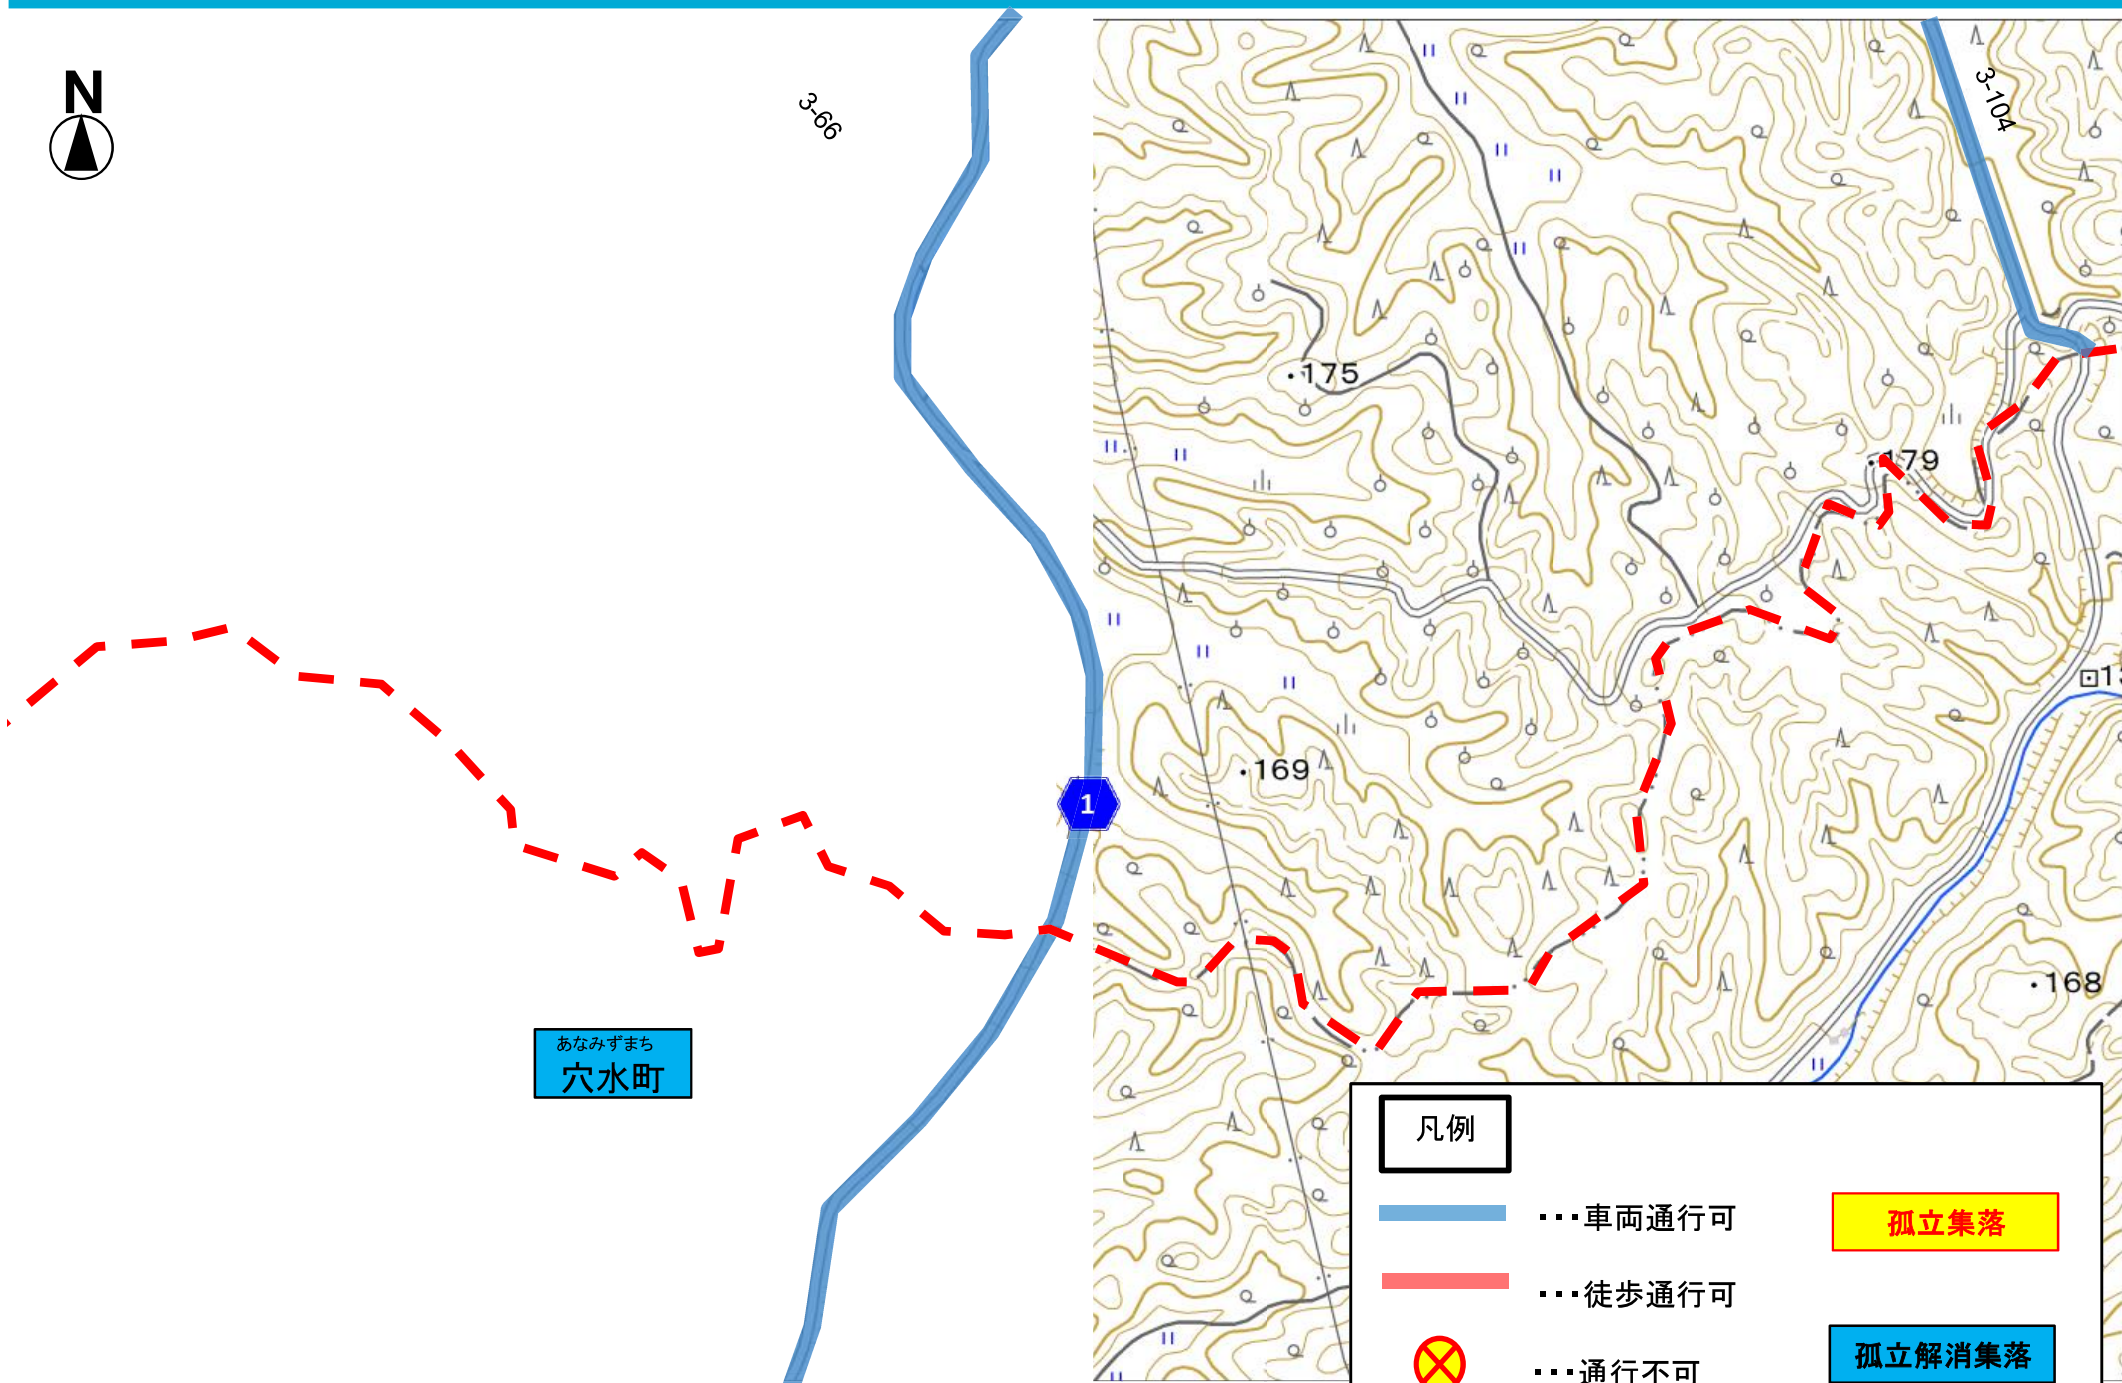 N
3-66
3-104
175
179
1
169
168
あなみずまち
穴水町
凡例
･･･車両通行可
孤立集落
･･･徒歩通行可
孤立解消集落
･･･通行不可